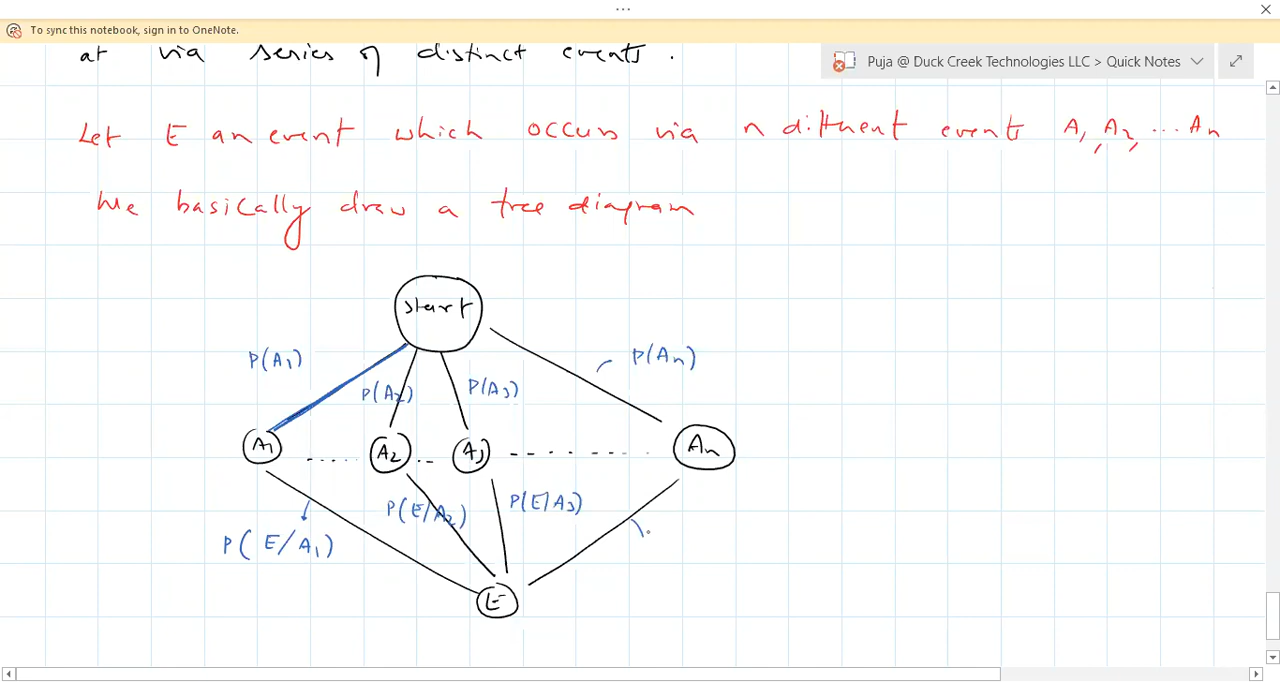 ...
To sync this notebook, sign in to OneNote.
at via series of distinct events.
Puja @ Duck Creek Technologies LLC > Quick Notes
Let E an event which occurs via n different events A1, A2, ... An
We basically draw a tree diagram
start
P(A1)
P(A2)
P(A3)
P(An)
A1 ..... A2 ... A3 ...... An
P(E/A1)
P(E/A2)
P(E/A3)
E